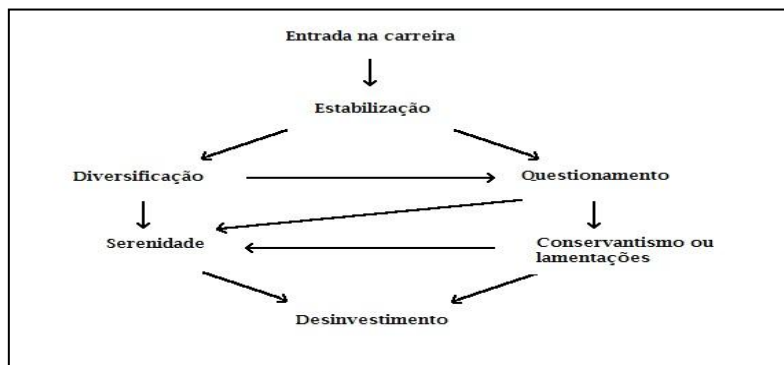 Entrada na carreira
Estabilização
Diversificação
Questionamento
Serenidade
Conservantismo ou
lamentações
Desinvestimento